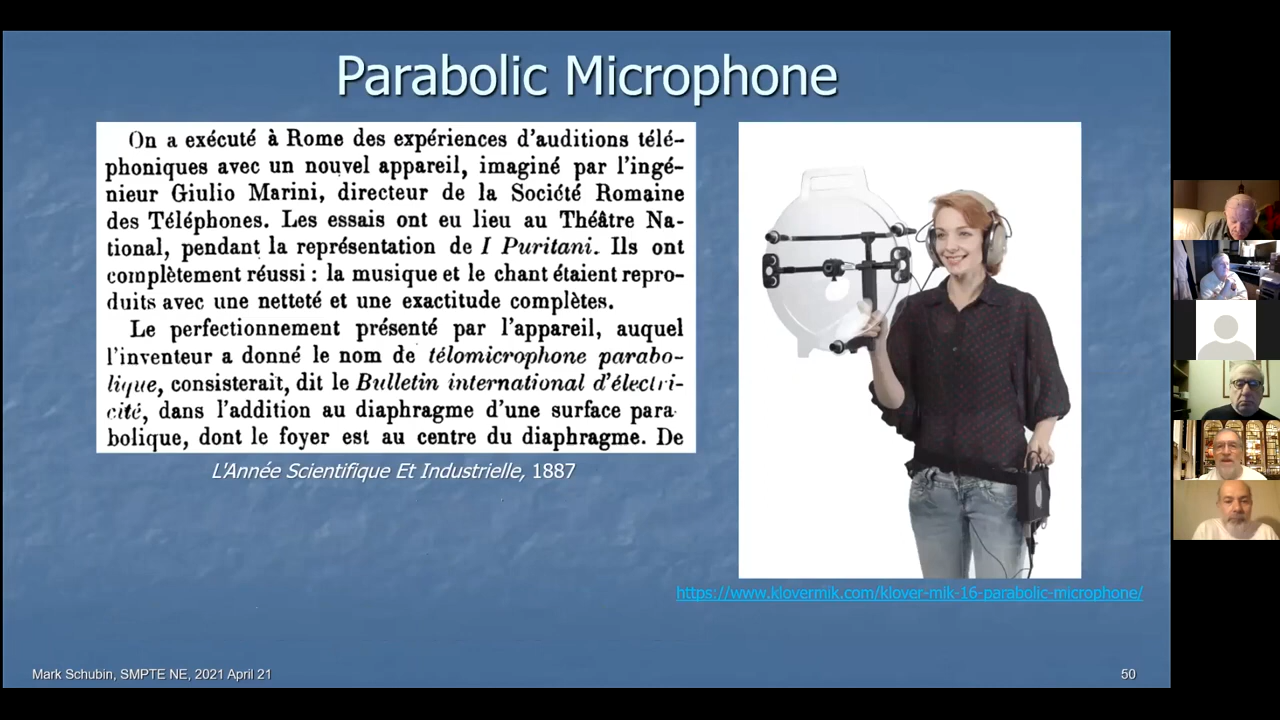 Parabolic Microphone
On a exécuté à Rome des expériences d'auditions télé-
phoniques avec un nouvel appareil, imaginé par l'ingé-
nieur Giulio Marini, directeur de la Société Romaine
des Téléphones. Les essais ont eu lieu au Théâtre Na-
tional, pendant la représentation de I Puritani. Ils ont
complètement réussi : la musique et le chant étaient repro-
duits avec une netteté et une exactitude complètes.
Le perfectionnement présenté par l'appareil, auquel
l'inventeur a donné le nom de télomicrophone parabo-
lique, consisterait, dit le Bulletin international d'électri-
cité, dans l'addition au diaphragme d'une surface para-
bolique, dont le foyer est au centre du diaphragme. De
L'Année Scientifique Et Industrielle, 1887
https://www.klovermik.com/klover-mik-16-parabolic-microphone/
Mark Schubin, SMPTE NE, 2021 April 21
50